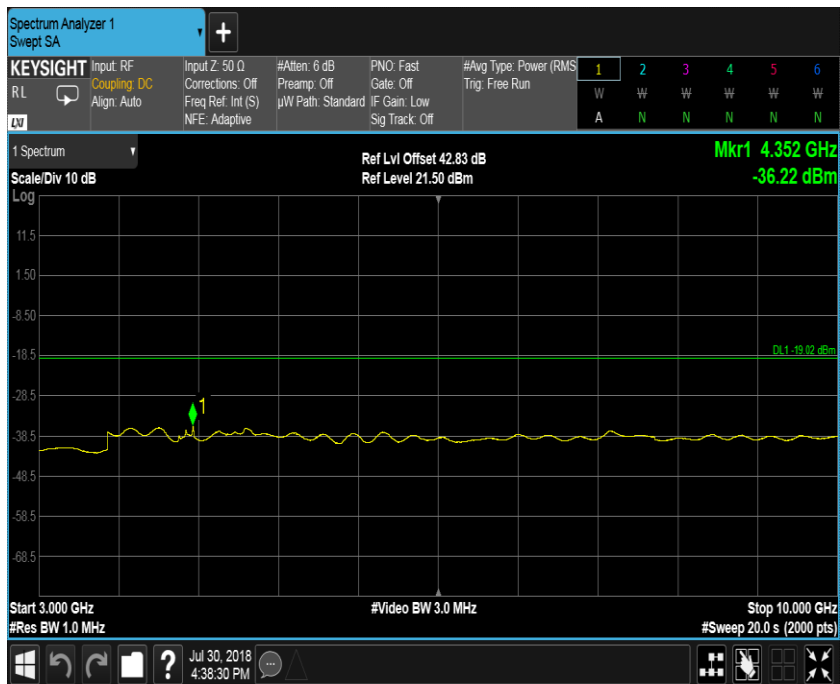 Spectrum Analyzer 1
Swept SA
+
KEYSIGHT
RL
LXI
Input: RF
Coupling: DC
Align: Auto
Input Z: 50 Ω
Corrections: Off
Freq Ref: Int (S)
NFE: Adaptive
#Atten: 6 dB
Preamp: Off
µW Path: Standard
PNO: Fast
Gate: Off
IF Gain: Low
Sig Track: Off
#Avg Type: Power (RMS
Trig: Free Run
1 2 3 4 5 6
W W W W W W
A N N N N N
1 Spectrum
Scale/Div 10 dB
Ref Lvl Offset 42.83 dB
Ref Level 21.50 dBm
Mkr1 4.352 GHz
-36.22 dBm
Log
11.5
1.50
-8.50
-18.5
DL1 -19.02 dBm
-28.5
1
-38.5
-48.5
-58.5
-68.5
Start 3.000 GHz
#Video BW 3.0 MHz
Stop 10.000 GHz
#Res BW 1.0 MHz
#Sweep 20.0 s (2000 pts)
?
Jul 30, 2018
4:38:30 PM